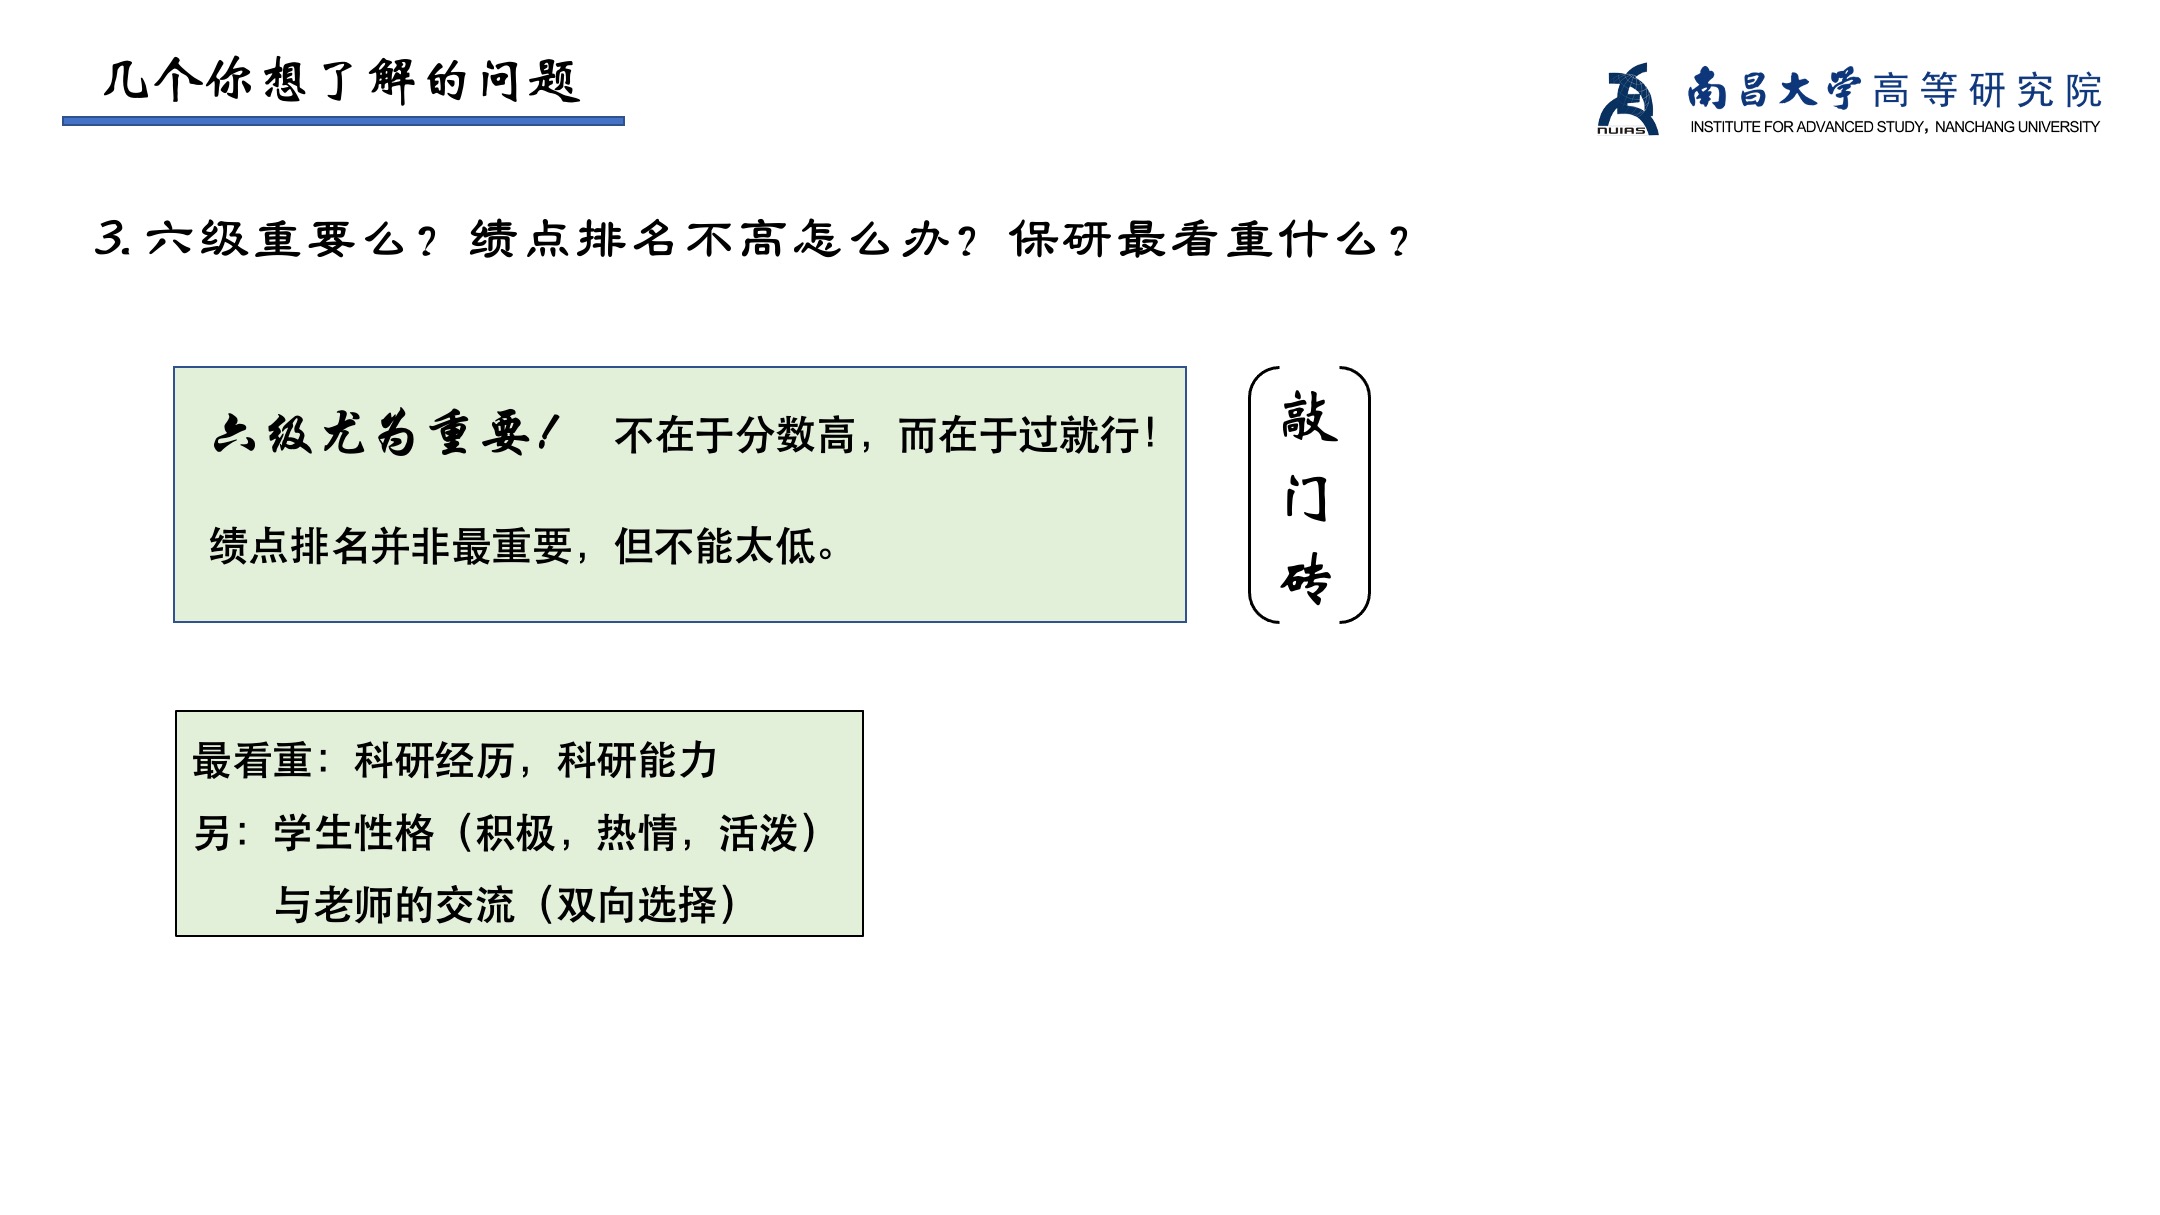 几个你想了解的问题
南昌大学高等研究院
INSTITUTE FOR ADVANCED STUDY, NANCHANG UNIVERSITY
NUIAS
3.六级重要么？绩点排名不高怎么办？保研最看重什么？
六级尤为重要！ 不在于分数高，而在于过就行！
绩点排名并非最重要，但不能太低。
敲
门
砖
最看重：科研经历，科研能力
另：学生性格（积极，热情，活泼）
与老师的交流（双向选择）